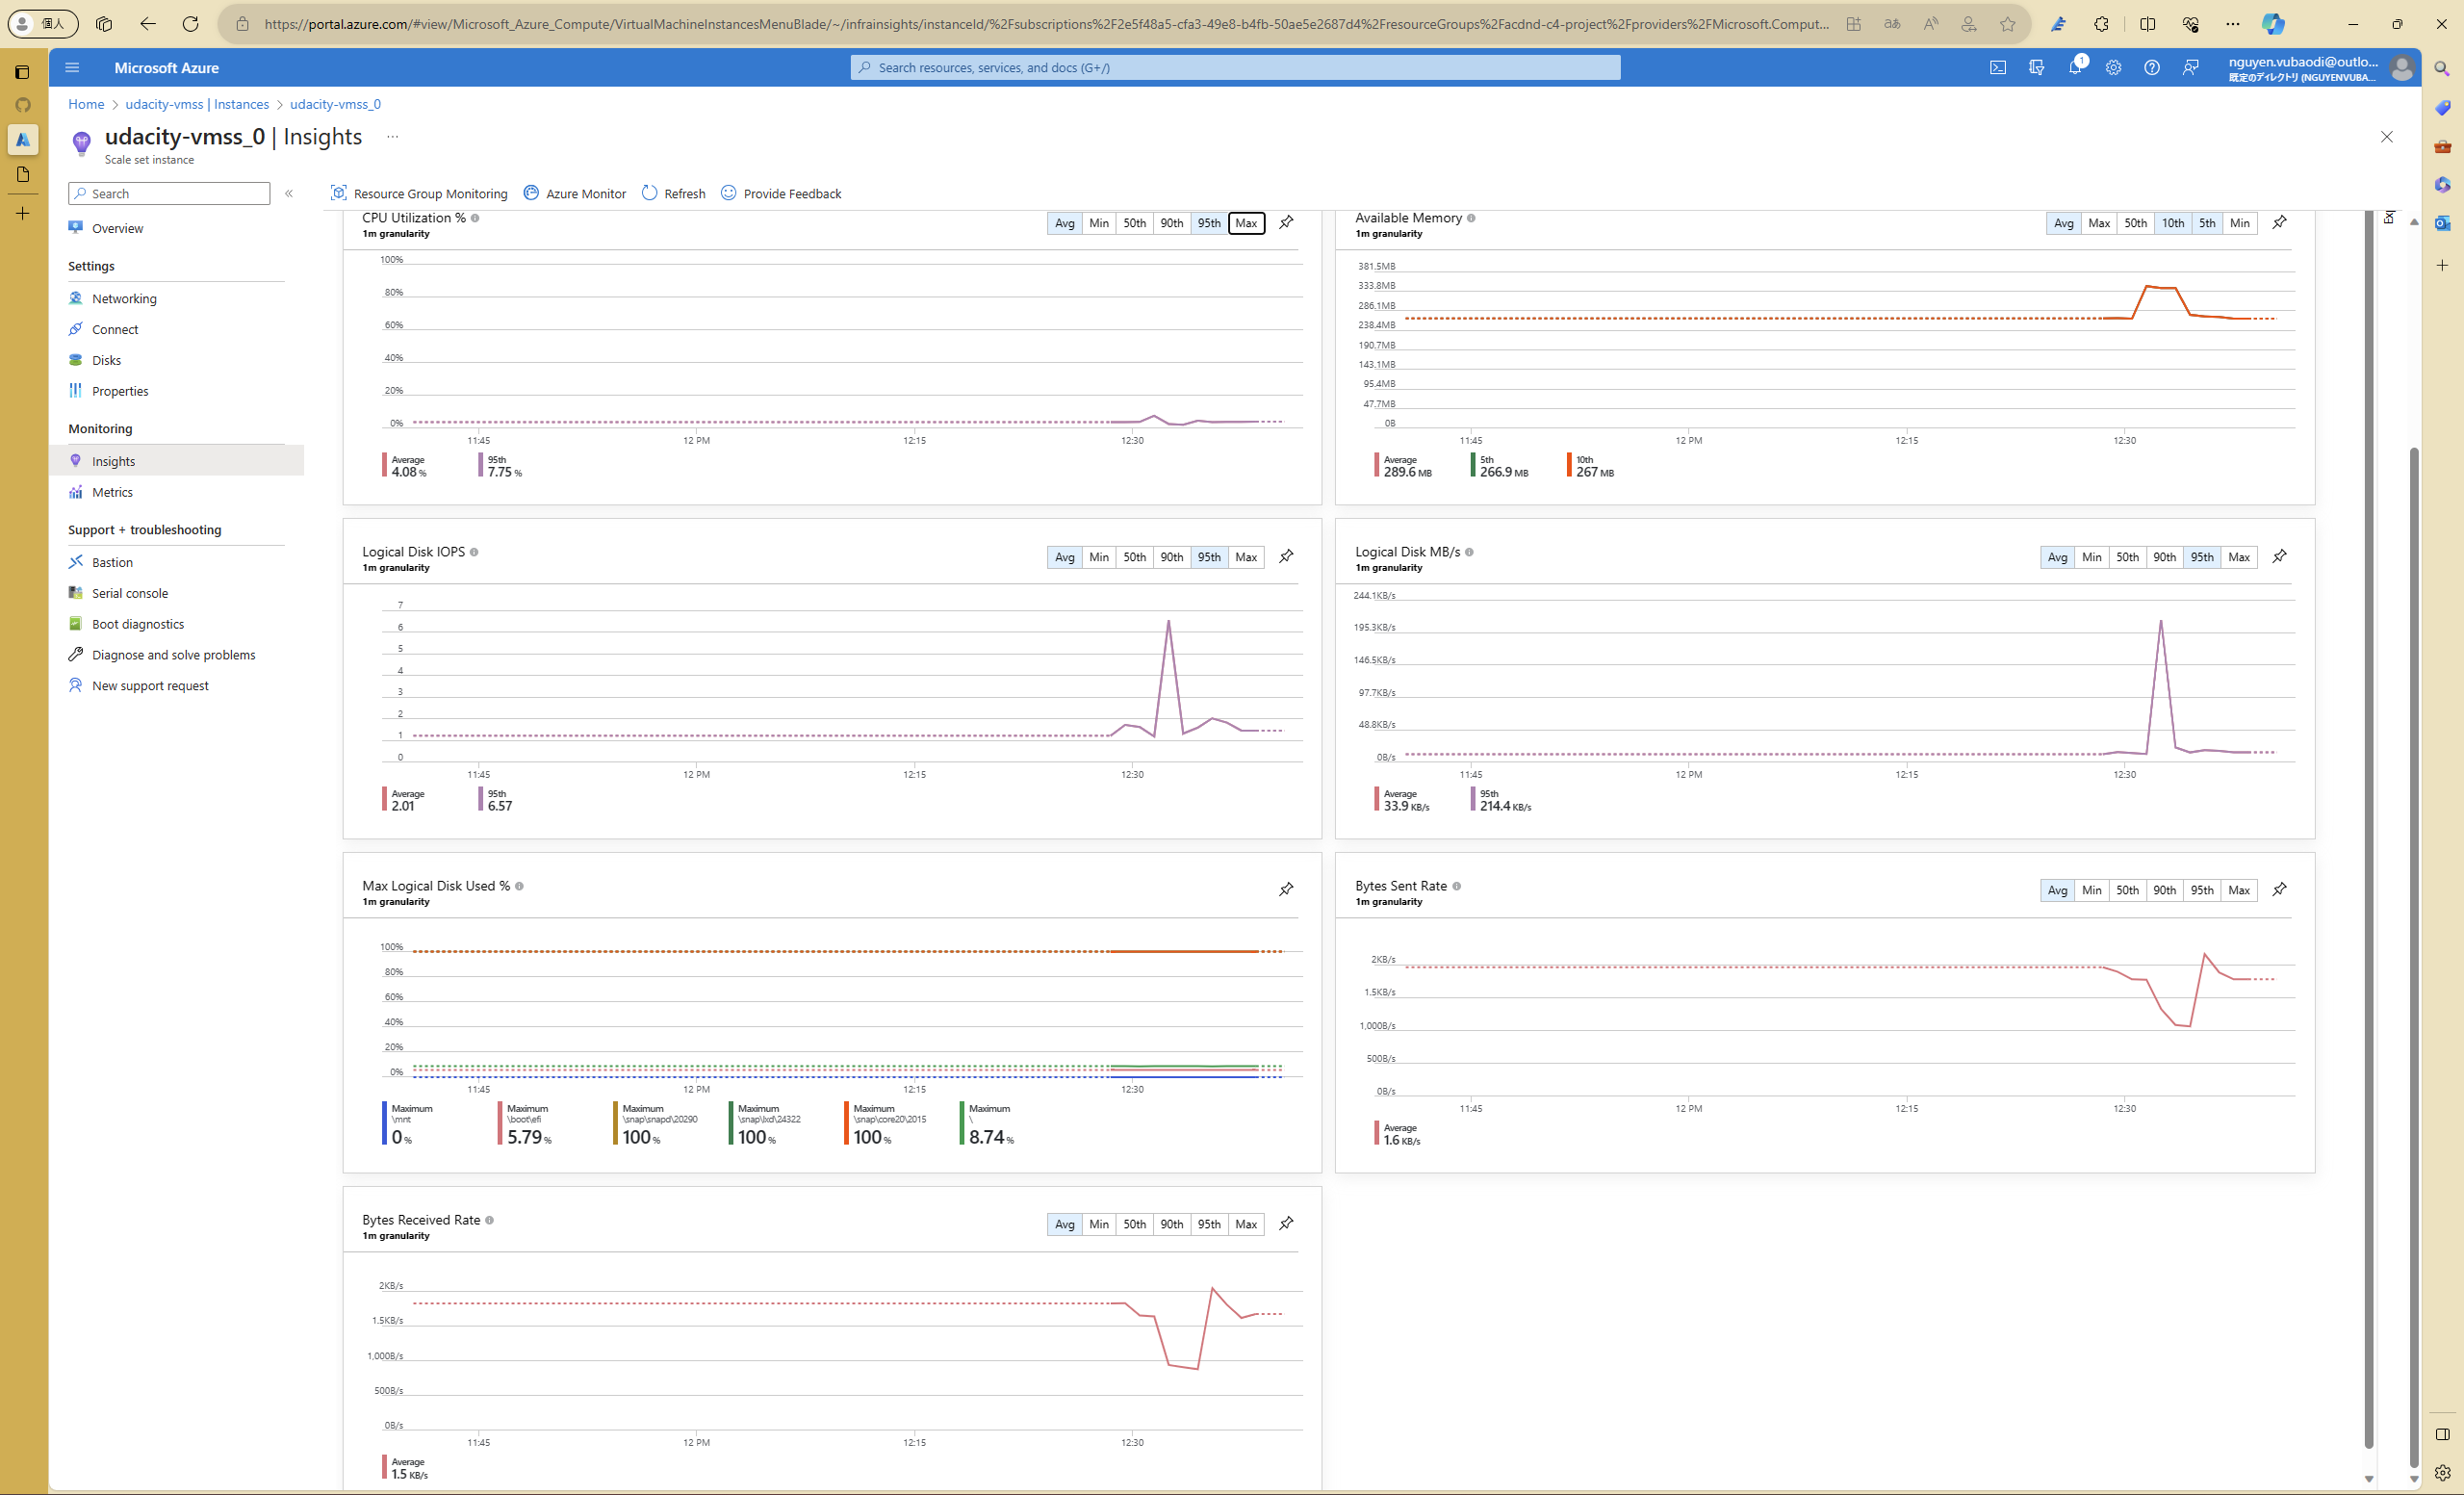 個人
https://portal.azure.com/#view/Microsoft_Azure_Compute/VirtualMachineInstancesMenuBlade/~/infrainsights/instanceId/%2Fsubscriptions%2F2e5f48a5-cfa3-49e8-b4fb-50ae5e2687d4%2FresourceGroups%2Facdnd-c4-project%2Fproviders%2FMicrosoft.Comput...
Microsoft Azure
Search resources, services, and docs (G+/)
1
nguyen.vubaodi@outlo...
既定のディレクトリ (NGUYENVUBA...
Home > udacity-vmss | Instances > udacity-vmss_0
udacity-vmss_0 | Insights ...
Scale set instance
Search
Resource Group Monitoring
Azure Monitor
Refresh
Provide Feedback
Overview
Settings
Networking
Connect
Disks
Properties
Monitoring
Insights
Metrics
Support + troubleshooting
Bastion
Serial console
Boot diagnostics
Diagnose and solve problems
New support request
CPU Utilization %
1m granularity
Avg Min 50th 90th 95th Max
100%
80%
60%
40%
20%
0%
11:45 12 PM 12:15 12:30
Average 95th
4.08 % 7.75 %
Available Memory
1m granularity
Avg Max 50th 10th 5th Min
381.5MB
333.8MB
286.1MB
238.4MB
190.7MB
143.1MB
95.4MB
47.7MB
0B
11:45 12 PM 12:15 12:30
Average 5th 10th
289.6 MB 266.9 MB 267 MB
Logical Disk IOPS
1m granularity
Avg Min 50th 90th 95th Max
7
6
5
4
3
2
1
0
11:45 12 PM 12:15 12:30
Average 95th
2.01 6.57
Logical Disk MB/s
1m granularity
Avg Min 50th 90th 95th Max
244.1KB/s
195.3KB/s
146.5KB/s
97.7KB/s
48.8KB/s
0B/s
11:45 12 PM 12:15 12:30
Average 95th
33.9 KB/s 214.4 KB/s
Max Logical Disk Used %
1m granularity
100%
80%
60%
40%
20%
0%
11:45 12 PM 12:15 12:30
Maximum Maximum Maximum Maximum Maximum Maximum
\mnt \boot\efi \snap\snapd\20290 \snap\lxd\24322 \snap\core20\2015 \
0 % 5.79 % 100 % 100 % 100 % 8.74 %
Bytes Sent Rate
1m granularity
Avg Min 50th 90th 95th Max
2KB/s
1.5KB/s
1,000B/s
500B/s
0B/s
11:45 12 PM 12:15 12:30
Average
1.6 KB/s
Bytes Received Rate
1m granularity
Avg Min 50th 90th 95th Max
2KB/s
1.5KB/s
1,000B/s
500B/s
0B/s
11:45 12 PM 12:15 12:30
Average
1.5 KB/s